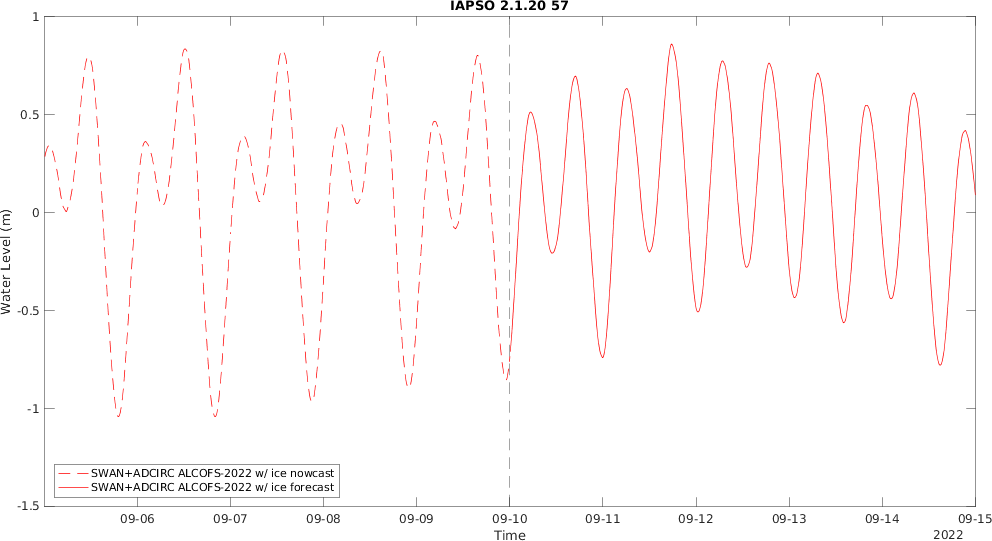 IAPSO 2.1.20 57
1
0.5
0
-0.5
-1
-1.5
Water Level (m)
SWAN+ADCIRC ALCOFS-2022 w/ ice nowcast
SWAN+ADCIRC ALCOFS-2022 w/ ice forecast
09-06 09-07 09-08 09-09 09-10 09-11 09-12 09-13 09-14 09-15
Time
2022